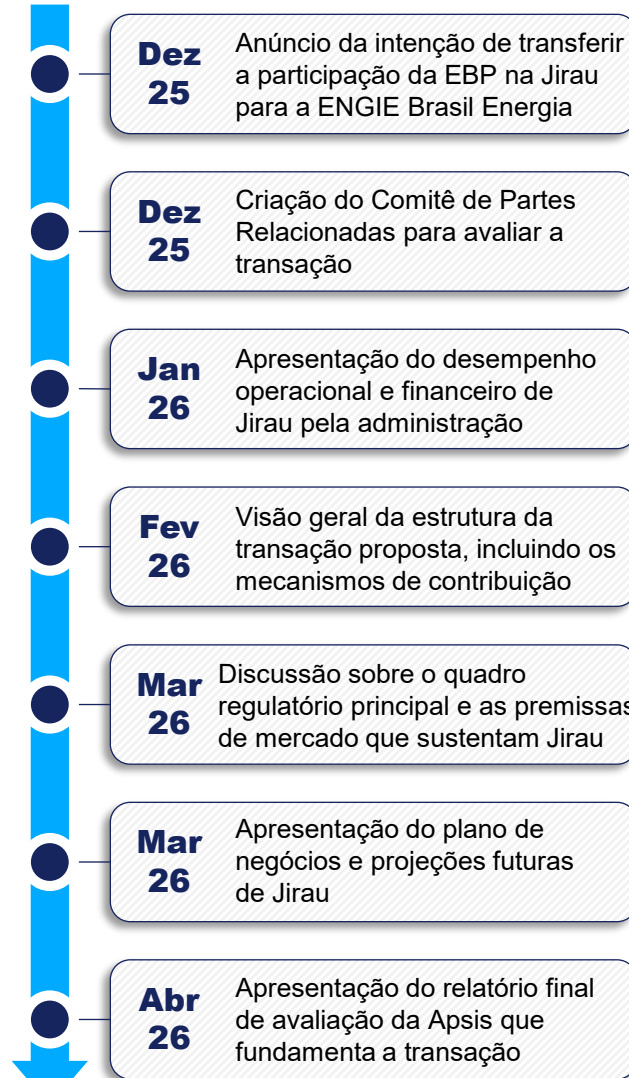 Dez
25
Anúncio da intenção de transferir
a participação da EBP na Jirau
para a ENGIE Brasil Energia
Dez
25
Criação do Comitê de Partes
Relacionadas para avaliar a
transação
Jan
26
Apresentação do desempenho
operacional e financeiro de
Jirau pela administração
Fev
26
Visão geral da estrutura da
transação proposta, incluindo os
mecanismos de contribuição
Mar
26
Discussão sobre o quadro
regulatório principal e as premissas
de mercado que sustentam Jirau
Mar
26
Apresentação do plano de
negócios e projeções futuras
de Jirau
Abr
26
Apresentação do relatório final
de avaliação da Apsis que
fundamenta a transação